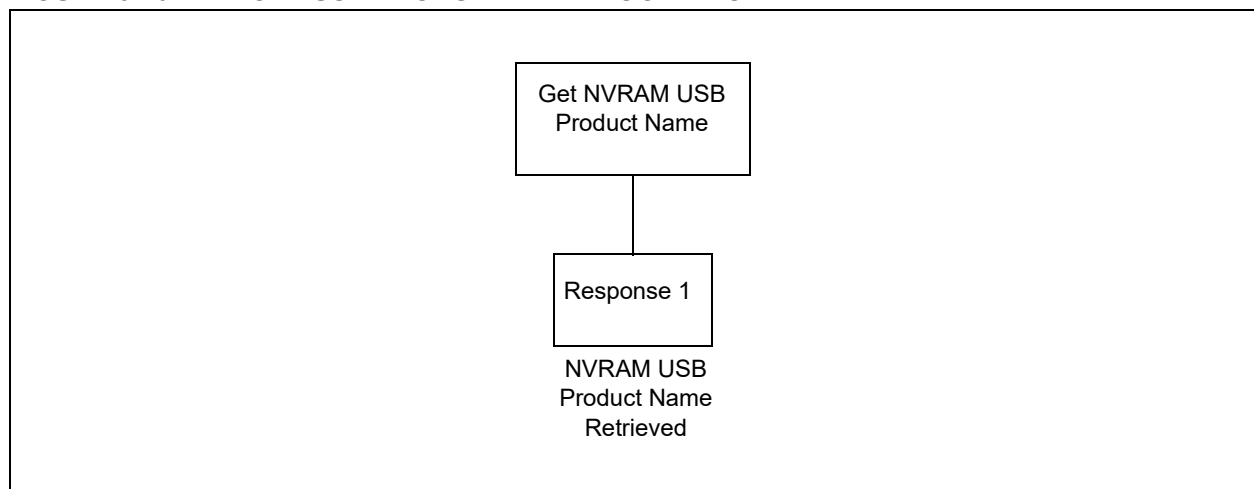 Get NVRAM USB
Product Name
Response 1
NVRAM USB
Product Name
Retrieved